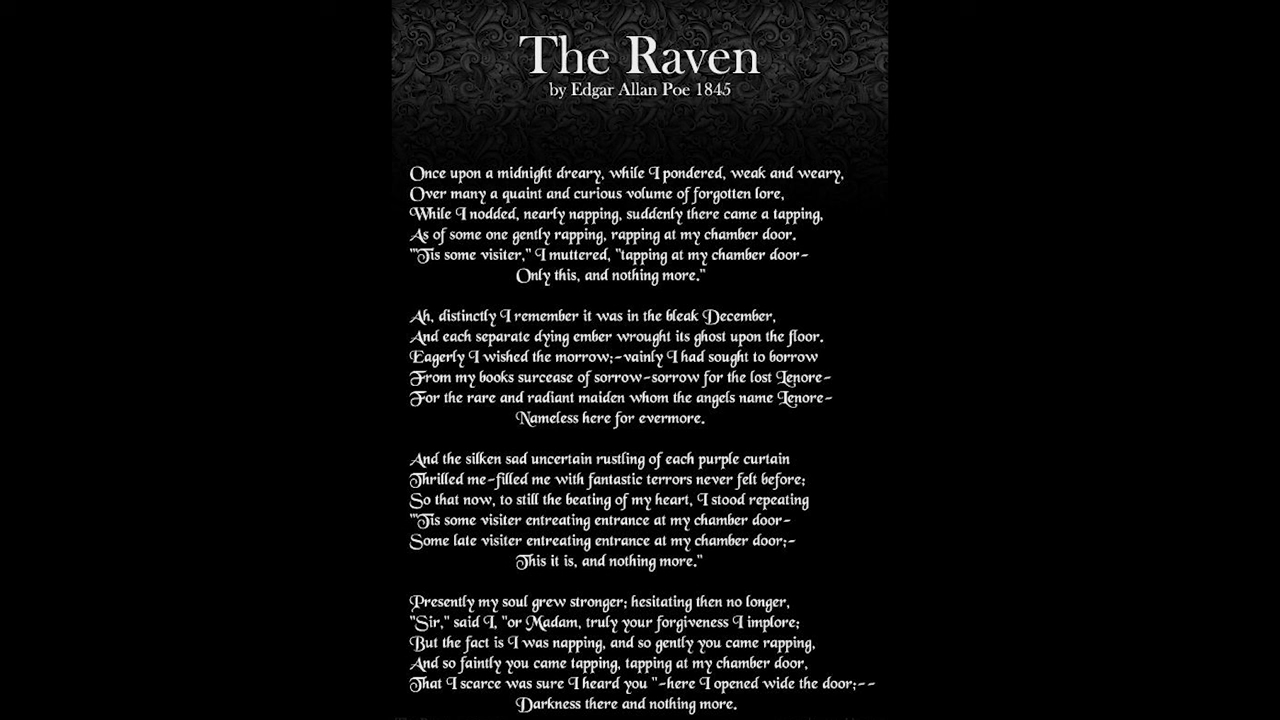 The Raven
by Edgar Allan Poe 1845
Once upon a midnight dreary, while I pondered, weak and weary,
Over many a quaint and curious volume of forgotten lore,
While I nodded, nearly napping, suddenly there came a tapping,
As of some one gently rapping, rapping at my chamber door.
"'Tis some visiter," I muttered, "tapping at my chamber door-
Only this, and nothing more."
Ah, distinctly I remember it was in the bleak December,
And each separate dying ember wrought its ghost upon the floor.
Eagerly I wished the morrow;-vainly I had sought to borrow
From my books surcease of sorrow-sorrow for the lost Lenore-
For the rare and radiant maiden whom the angels name Lenore-
Nameless here for evermore.
And the silken sad uncertain rustling of each purple curtain
Thrilled me-filled me with fantastic terrors never felt before;
So that now, to still the beating of my heart, I stood repeating
"'Tis some visiter entreating entrance at my chamber door-
Some late visiter entreating entrance at my chamber door;-
This it is, and nothing more."
Presently my soul grew stronger; hesitating then no longer,
"Sir," said I, "or Madam, truly your forgiveness I implore;
But the fact is I was napping, and so gently you came rapping,
And so faintly you came tapping, tapping at my chamber door,
That I scarce was sure I heard you "-here I opened wide the door;--
Darkness there and nothing more.